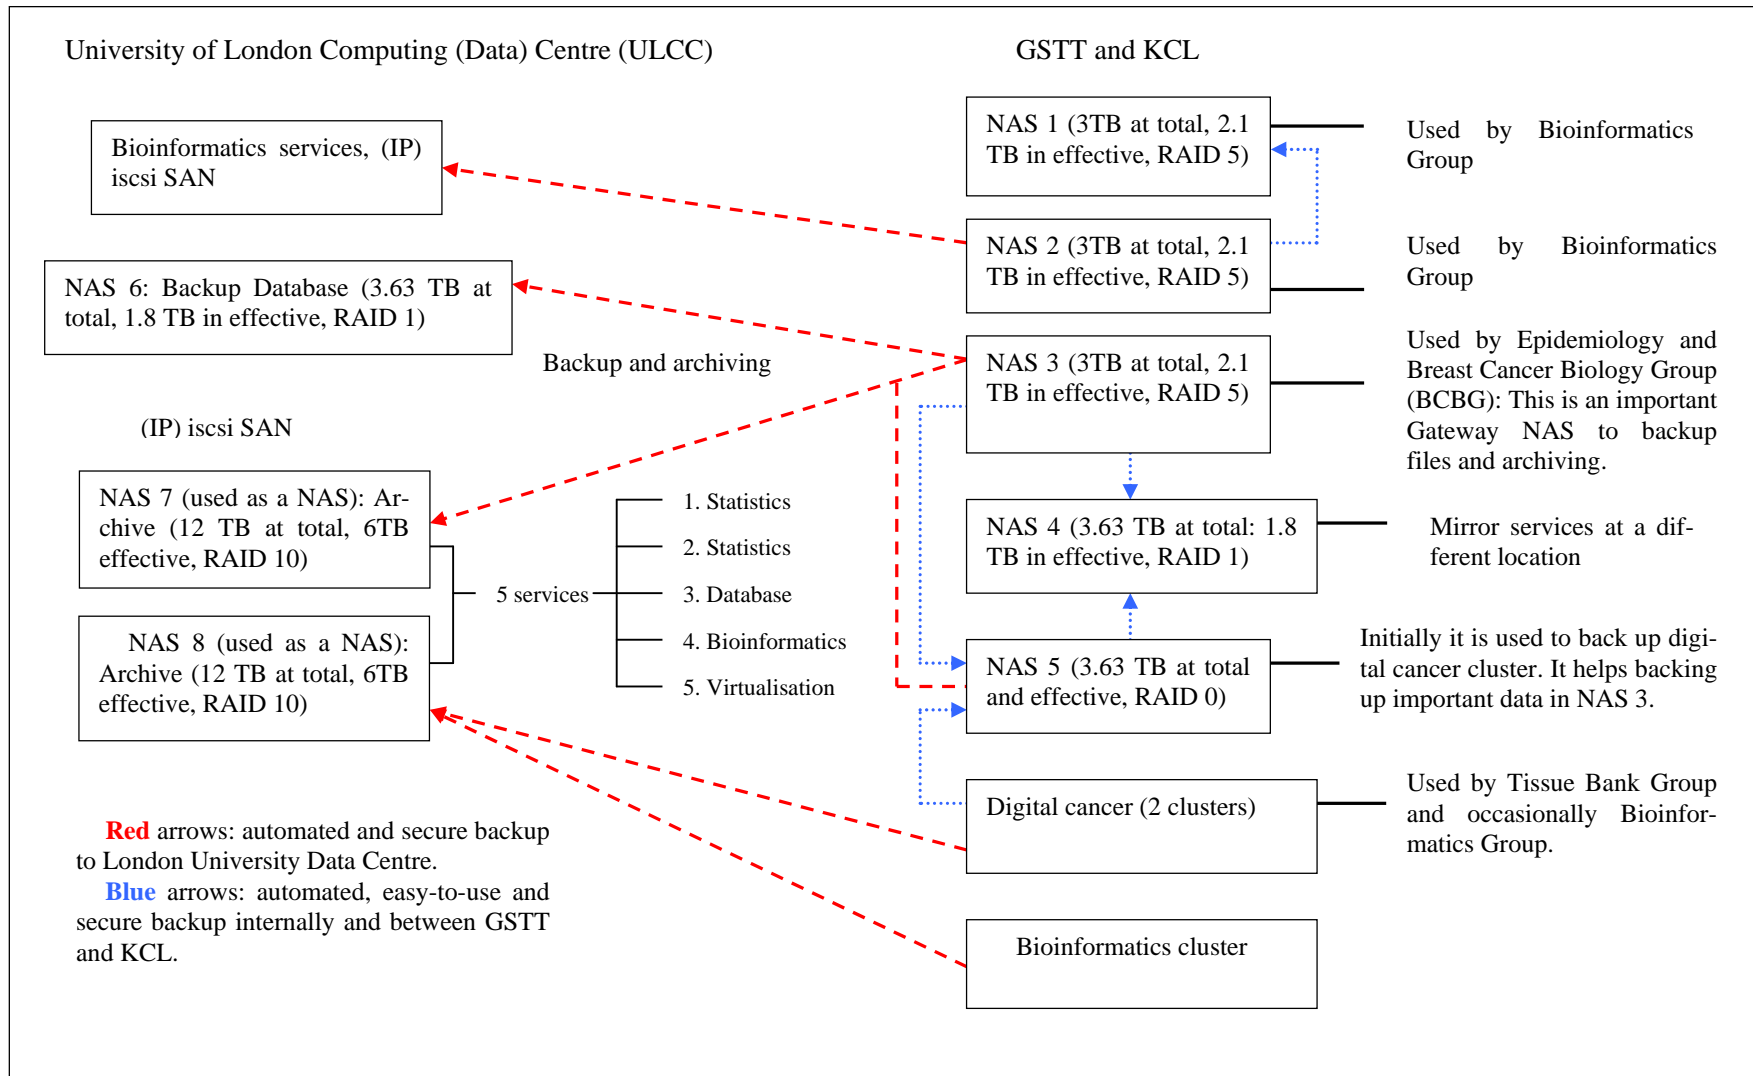 University of London Computing (Data) Centre (ULCC)
GSTT and KCL
Bioinformatics services, (IP)
iscsi SAN
NAS 6: Backup Database (3.63 TB at
total, 1.8 TB in effective, RAID 1)
Backup and archiving
(IP) iscsi SAN
NAS 7 (used as a NAS): Ar-
chive (12 TB at total, 6TB
effective, RAID 10)
NAS 8 (used as a NAS):
Archive (12 TB at total, 6TB
effective, RAID 10)
5 services
1. Statistics
2. Statistics
3. Database
4. Bioinformatics
5. Virtualisation
Red arrows: automated and secure backup
to London University Data Centre.
Blue arrows: automated, easy-to-use and
secure backup internally and between GSTT
and KCL.
NAS 1 (3TB at total, 2.1
TB in effective, RAID 5)
Used by Bioinformatics
Group
NAS 2 (3TB at total, 2.1
TB in effective, RAID 5)
Used by Bioinformatics
Group
NAS 3 (3TB at total, 2.1
TB in effective, RAID 5)
Used by Epidemiology and
Breast Cancer Biology Group
(BCBG): This is an important
Gateway NAS to backup
files and archiving.
NAS 4 (3.63 TB at total: 1.8
TB in effective, RAID 1)
Mirror services at a dif-
ferent location
NAS 5 (3.63 TB at total
and effective, RAID 0)
Initially it is used to back up digi-
tal cancer cluster. It helps backing
up important data in NAS 3.
Digital cancer (2 clusters)
Used by Tissue Bank Group
and occasionally Bioinfor-
matics Group.
Bioinformatics cluster